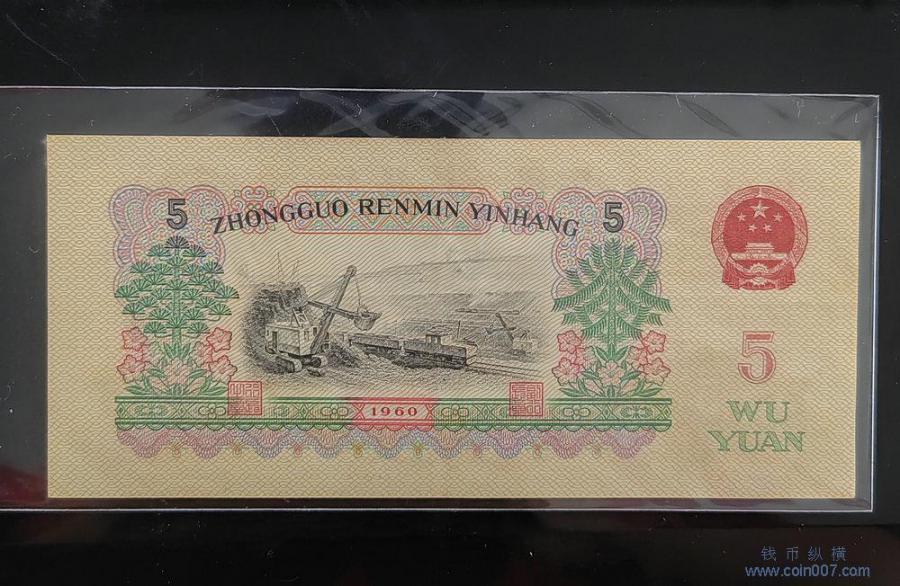 5 ZHONGGUO RENMIN YINHANG 5
5
WU
YUAN
1960
钱币纵横
www.coin007.com